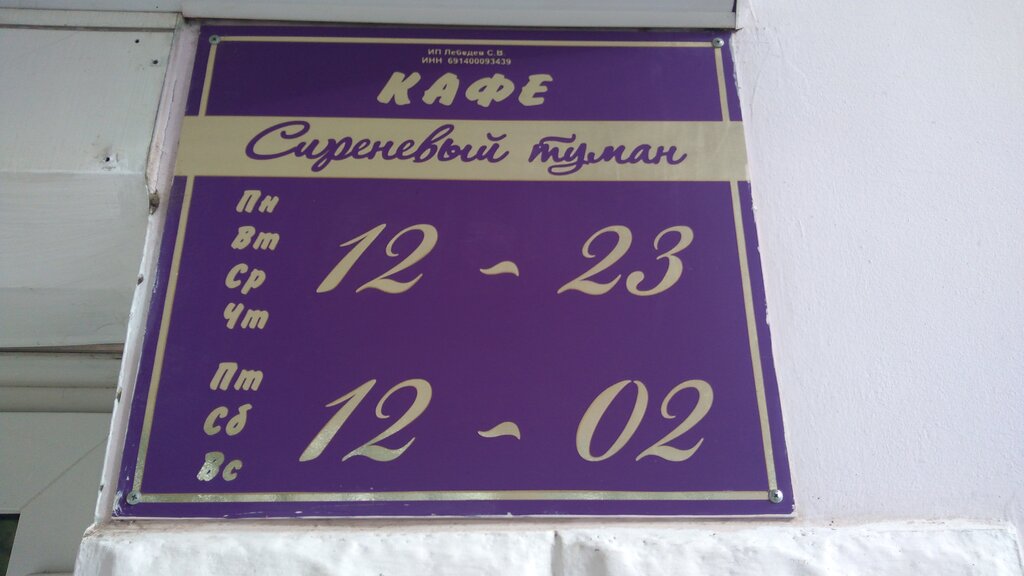 ИП Лебедев С.В.
ИНН 691400093439
КАФЕ
Сиреневый туман
Пн
Вт
Ср
Чт
12 - 23
Пт
Сб
Вс
12 - 02